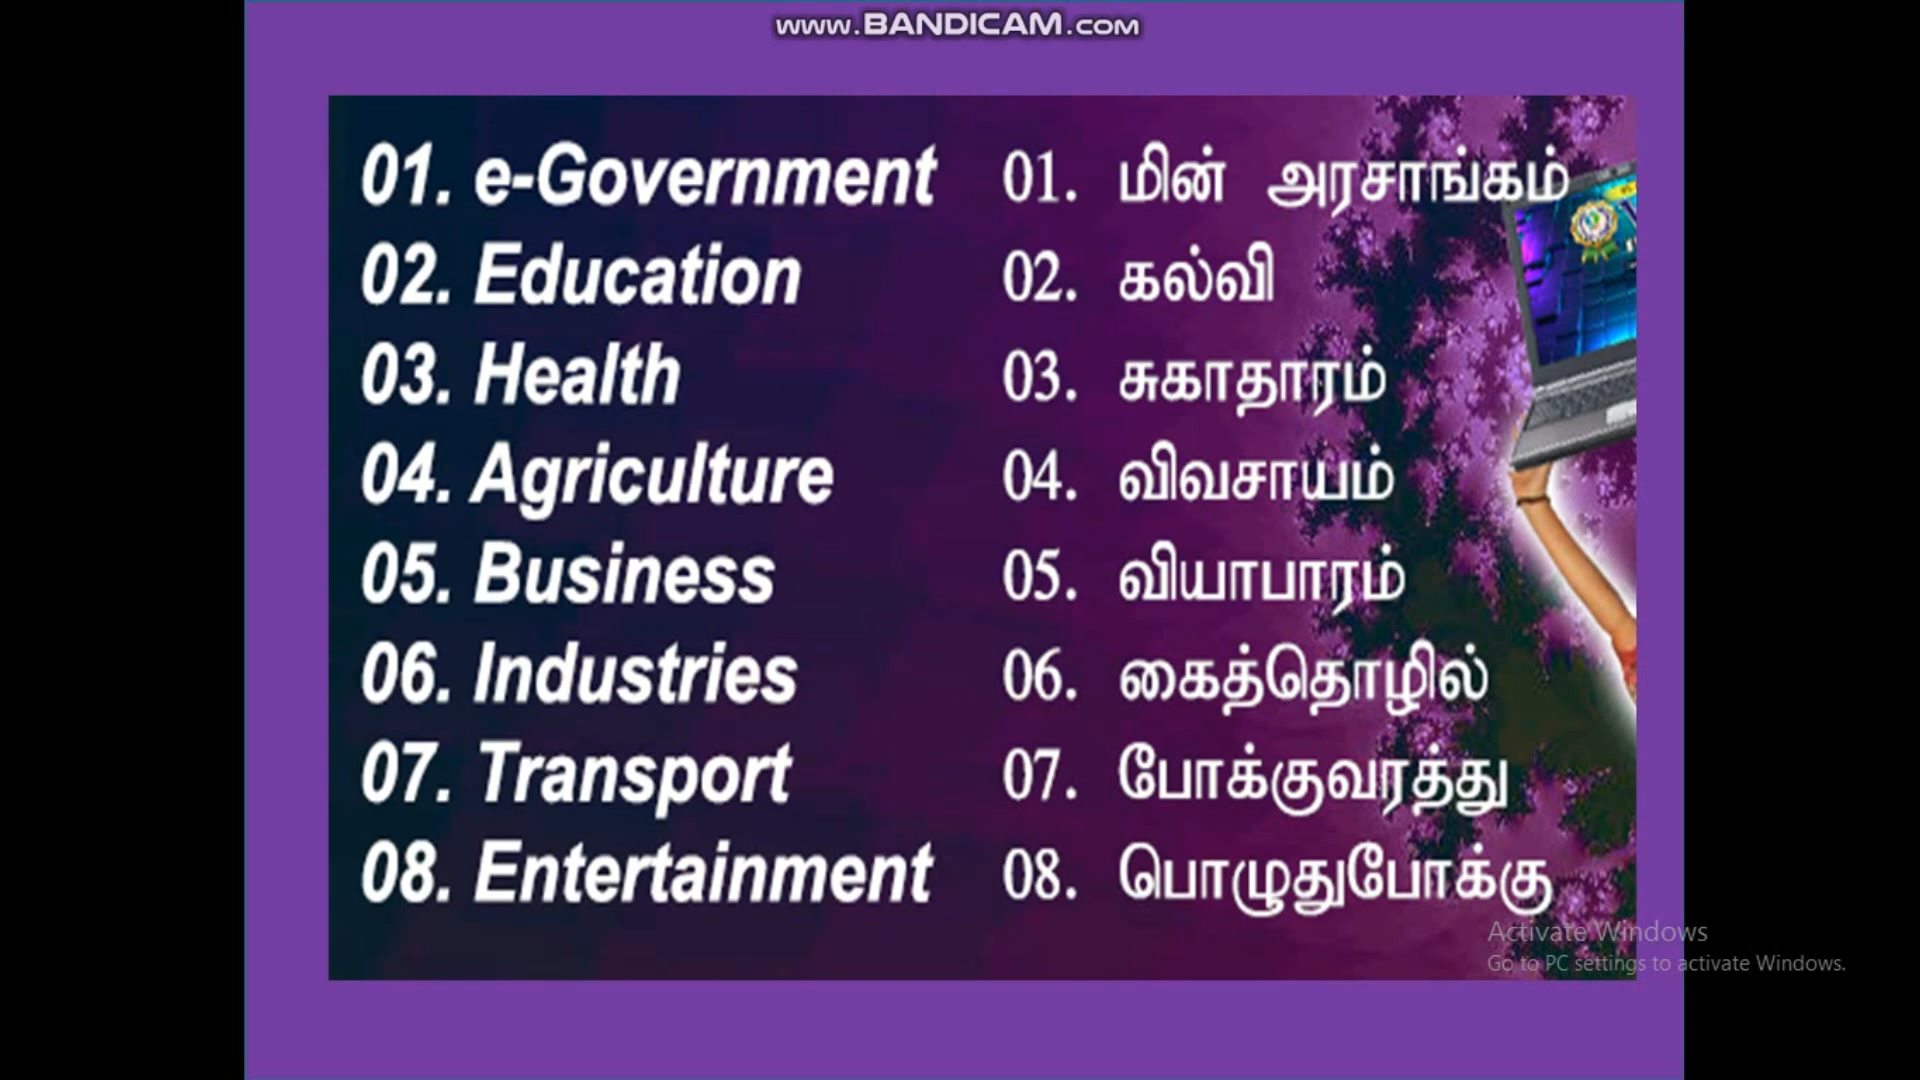 www.BANDICAM.com
01. e-Government 01. மின் அரசாங்கம்
02. Education 02. கல்வி
03. Health 03. சுகாதாரம்
04. Agriculture 04. விவசாயம்
05. Business 05. வியாபாரம்
06. Industries 06. கைத்தொழில்
07. Transport 07. போக்குவரத்து
08. Entertainment 08. பொழுதுபோக்கு
Activate Windows
Go to PC settings to activate Windows.